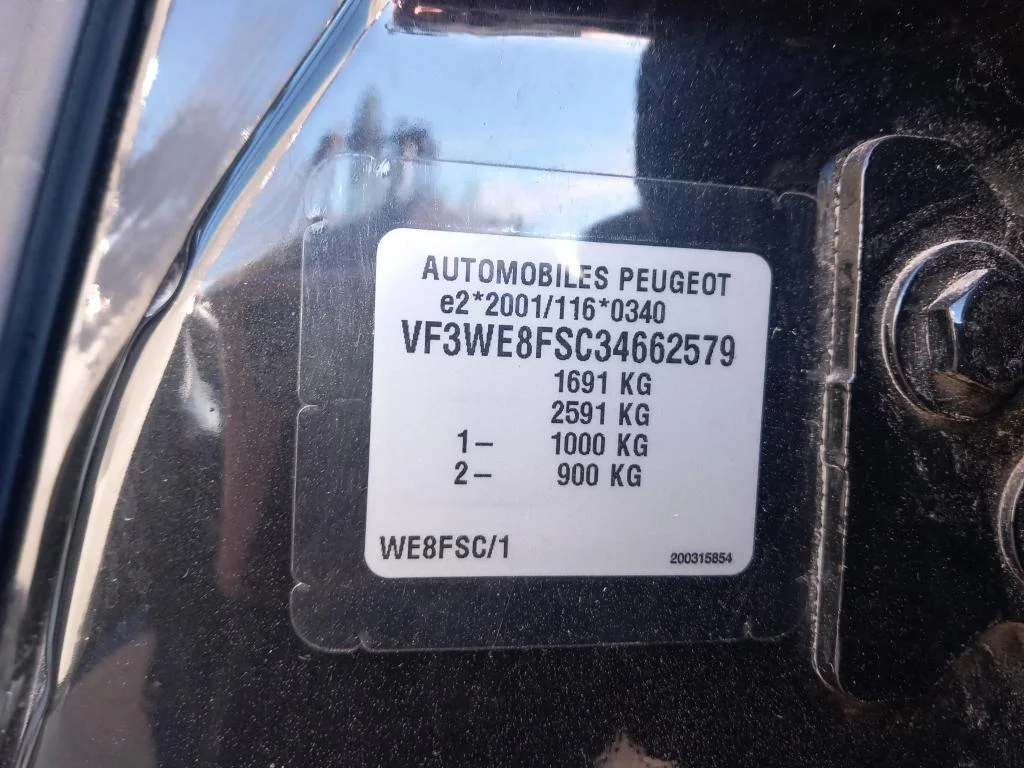 AUTOMOBILES PEUGEOT
e2*2001/116*0340
VF3WE8FSC34662579
1691 KG
2591 KG
1– 1000 KG
2– 900 KG
WE8FSC/1
200315854